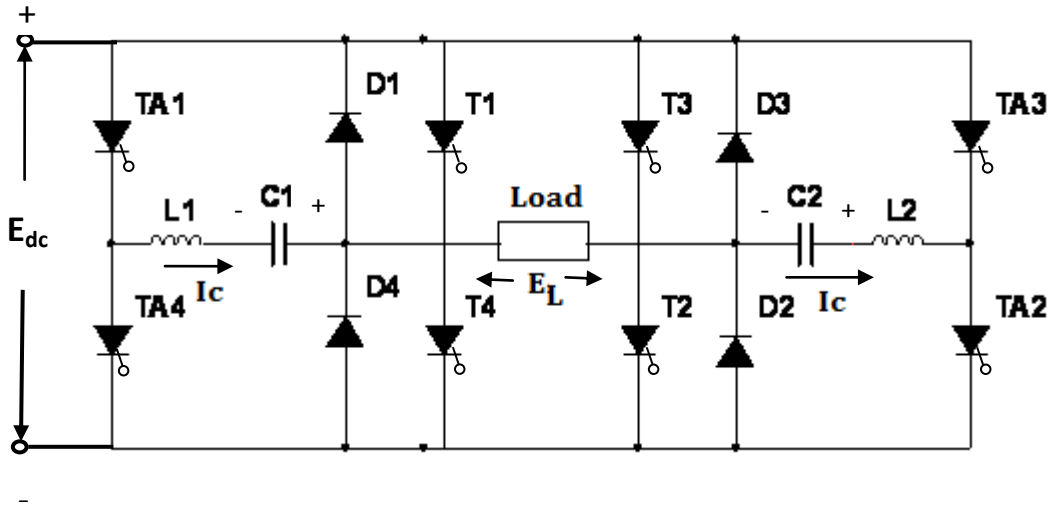 +
D1
TA1
T1
T3
D3
TA3
Load
L1
- C1 +
- C2 +
L2
Edc
EL
Ic
Ic
D4
TA4
T4
T2
D2
TA2
-